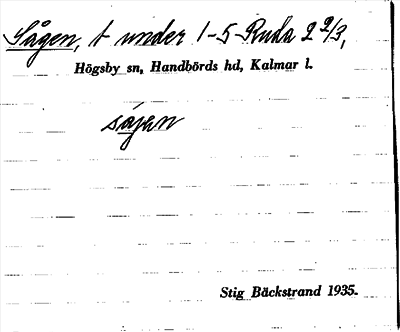 Sågen, t under 1-5 Ruda 2 2/3,
Högsby sn, Handbörds hd, Kalmar l.
sågen
Stig Bäckstrand 1935.